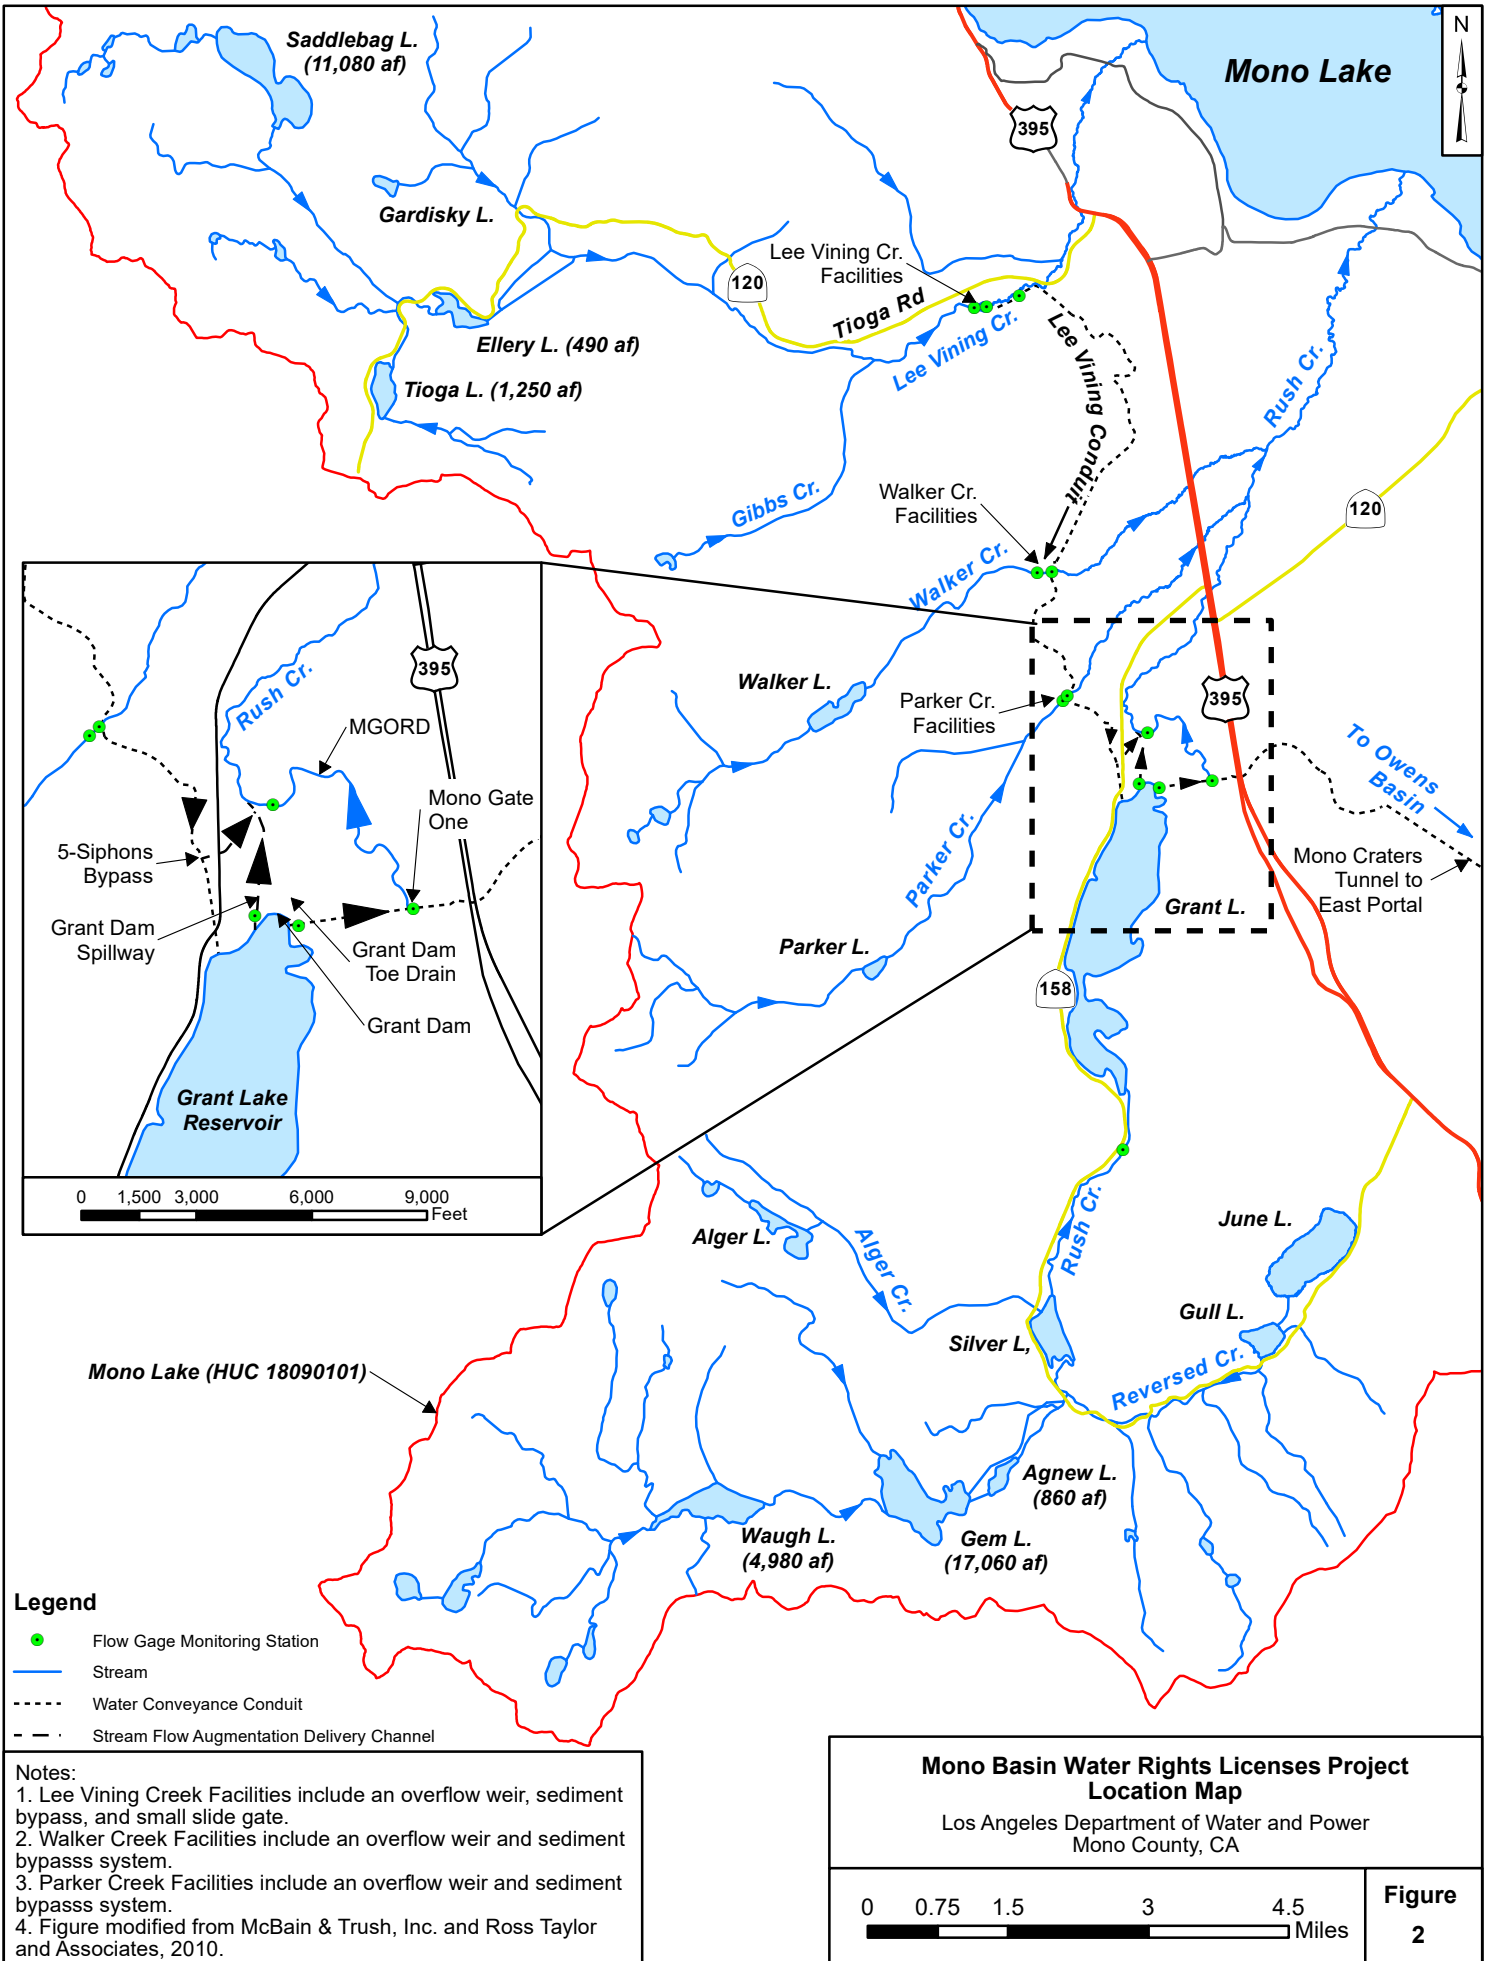 Saddlebag L.
(11,080 af)
Mono Lake
N
395
Gardisky L.
Lee Vining Cr.
Facilities
120
Tioga Rd
Lee Vining Cr.
Lee Vining Conduit
Ellery L. (490 af)
Tioga L. (1,250 af)
Rush Cr.
Gibbs Cr.
Walker Cr.
Facilities
120
Walker Cr.
Walker L.
Parker Cr.
Facilities
395
To Owens
Basin
Mono Craters
Tunnel to
East Portal
Parker Cr.
Grant L.
Parker L.
158
395
Rush Cr.
MGORD
Mono Gate
One
5-Siphons
Bypass
Grant Dam
Spillway
Grant Dam
Toe Drain
Grant Dam
Grant Lake
Reservoir
0 1,500 3,000 6,000 9,000
Feet
Alger L.
Alger Cr.
Rush Cr.
June L.
Gull L.
Silver L,
Reversed Cr.
Mono Lake (HUC 18090101)
Agnew L.
(860 af)
Waugh L.
(4,980 af)
Gem L.
(17,060 af)
Legend
Flow Gage Monitoring Station
Stream
Water Conveyance Conduit
Stream Flow Augmentation Delivery Channel
Notes:
1. Lee Vining Creek Facilities include an overflow weir, sediment
bypass, and small slide gate.
2. Walker Creek Facilities include an overflow weir and sediment
bypasss system.
3. Parker Creek Facilities include an overflow weir and sediment
bypasss system.
4. Figure modified from McBain & Trush, Inc. and Ross Taylor
and Associates, 2010.
Mono Basin Water Rights Licenses Project
Location Map
Los Angeles Department of Water and Power
Mono County, CA
0 0.75 1.5 3 4.5
Miles
Figure
2